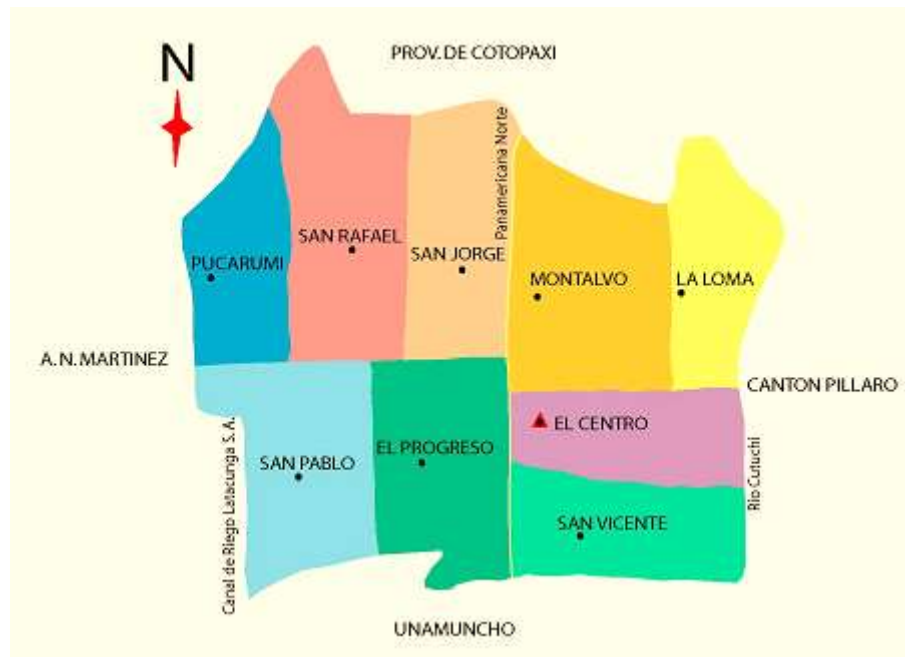 PROV. DE COTOPAXI
N
Panamericana Norte
SAN RAFAEL
SAN JORGE
PUCARUMI
MONTALVO
LA LOMA
A. N. MARTINEZ
CANTON PILLARO
EL CENTRO
EL PROGRESO
SAN PABLO
Canal de Riego Latacunga S. A.
Rio Cutuchi
SAN VICENTE
UNAMUNCHO